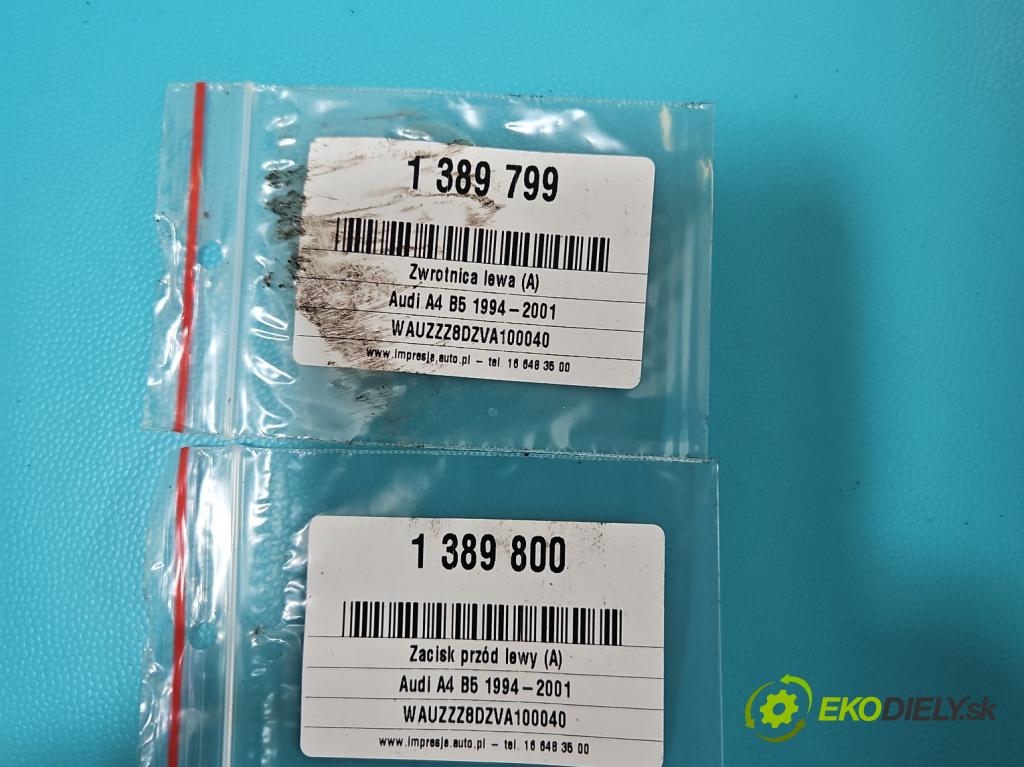 1 389 799
Zwrotnica lewa (A)
Audi A4 B5 1994-2001
WAUZZZ8DZVA100040
www.impresja.auto.pl - tel. 16 648 35 00
1 389 800
Zacisk przód lewy (A)
Audi A4 B5 1994-2001
WAUZZZ8DZVA100040
www.impresja.auto.pl - tel. 16 648 35 00
EKODIELY.sk